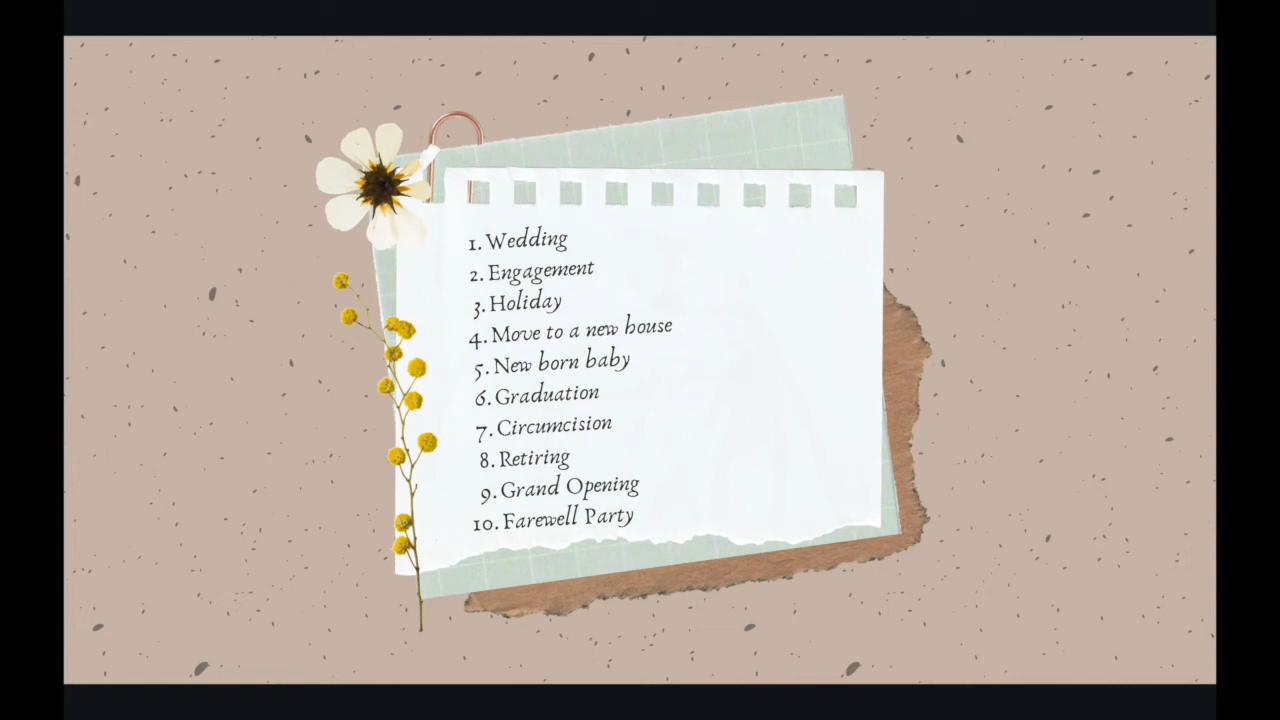 1. Wedding
2. Engagement
3. Holiday
4. Move to a new house
5. New born baby
6. Graduation
7. Circumcision
8. Retiring
9. Grand Opening
10. Farewell Party